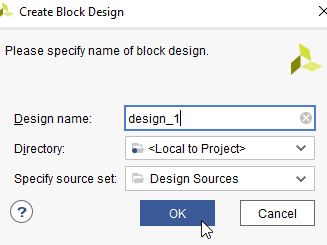 Create Block Design
Please specify name of block design.
Design name: design_1
Directory: <Local to Project>
Specify source set: Design Sources
? OK Cancel